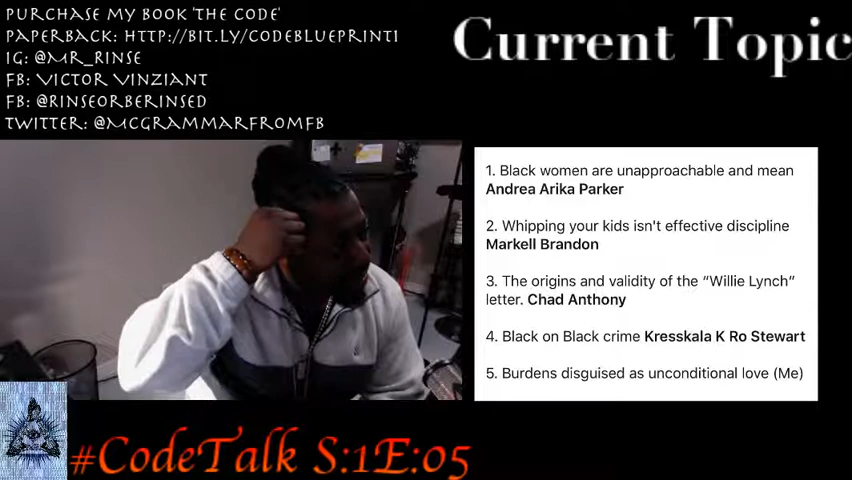 PURCHASE MY BOOK 'THE CODE'
PAPERBACK: HTTP://BIT.LY/CODEBLUEPRINT1
IG: @MR_RINSE
FB: VICTOR VINZIANT
FB: @RINSEORBERINSED
TWITTER: @MCGRAMMARFROMFB
Current Topic
1. Black women are unapproachable and mean
Andrea Arika Parker
2. Whipping your kids isn't effective discipline
Markell Brandon
3. The origins and validity of the “Willie Lynch”
letter. Chad Anthony
4. Black on Black crime Kresskala K Ro Stewart
5. Burdens disguised as unconditional love (Me)
#CodeTalk S:1E:05